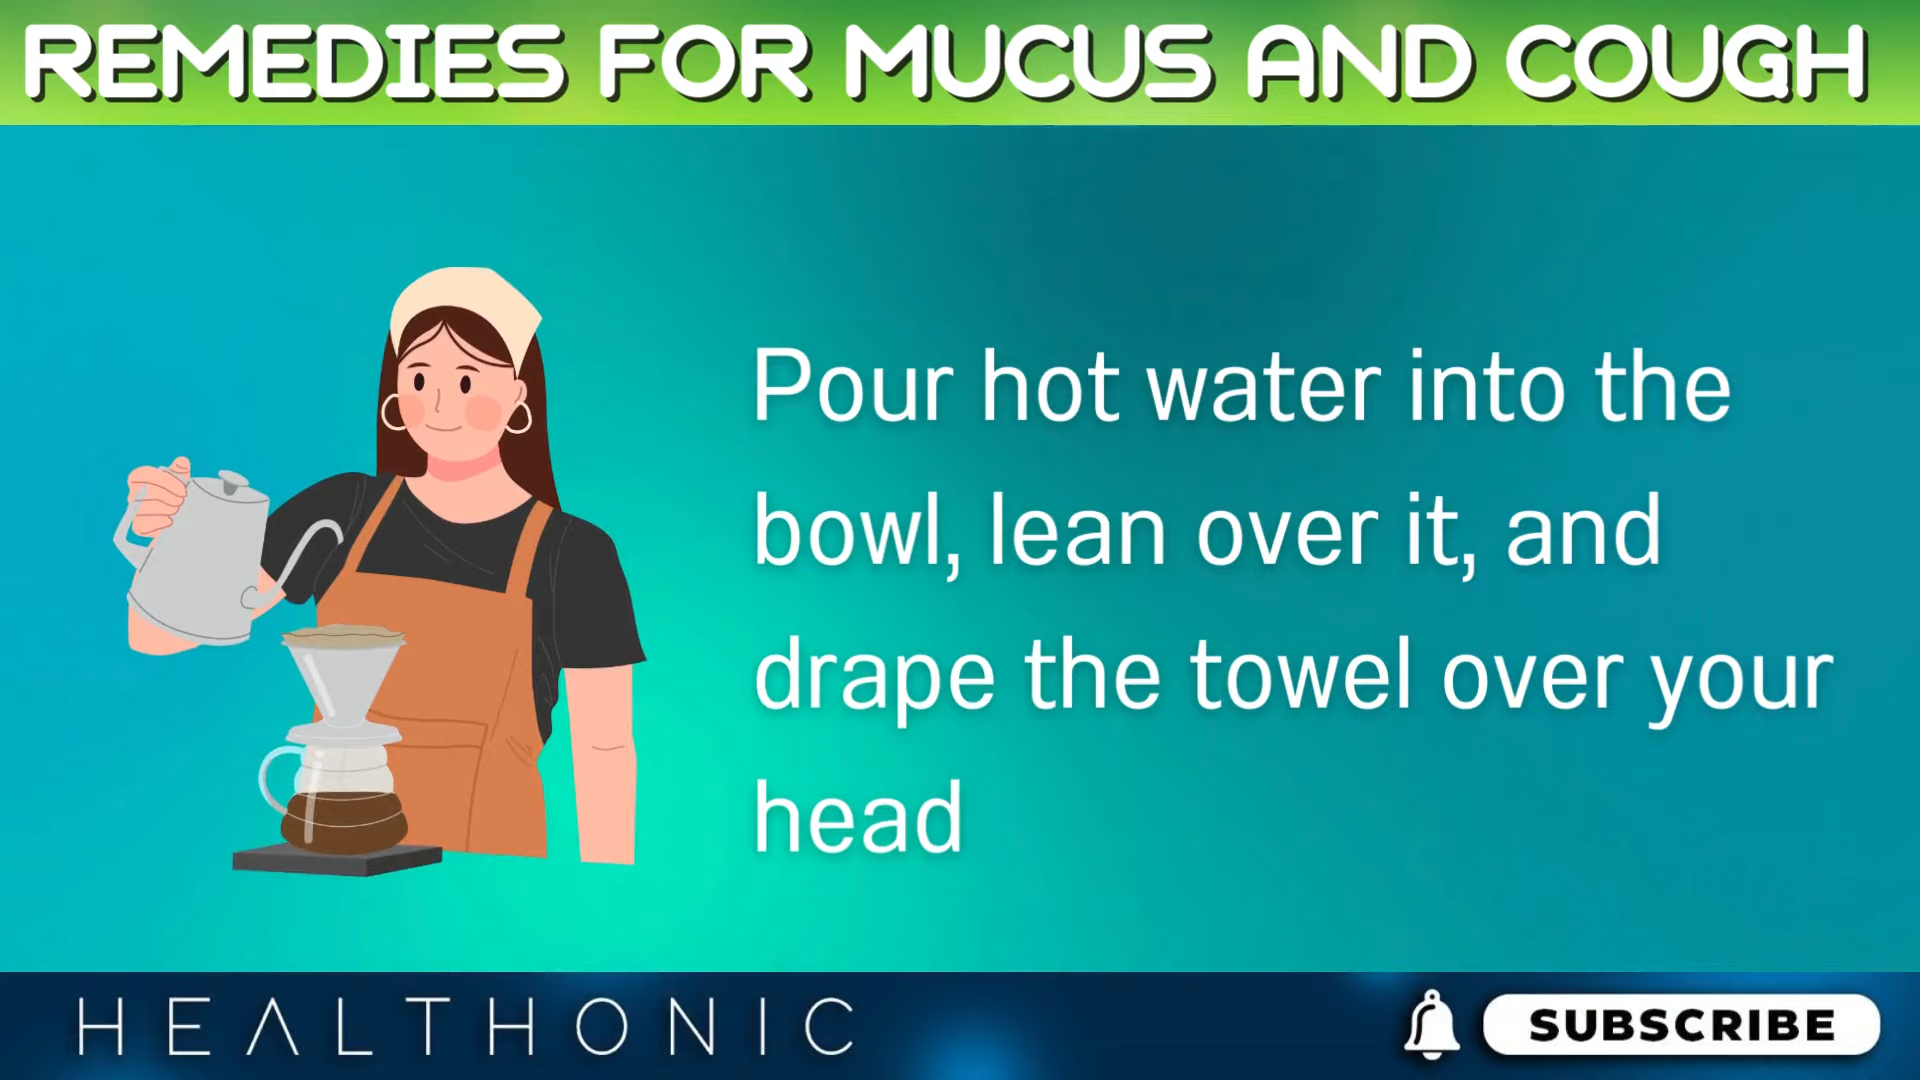 REMEDIES FOR MUCUS AND COUGH
Pour hot water into the
bowl, lean over it, and
drape the towel over your
head
HEALTHONIC
SUBSCRIBE